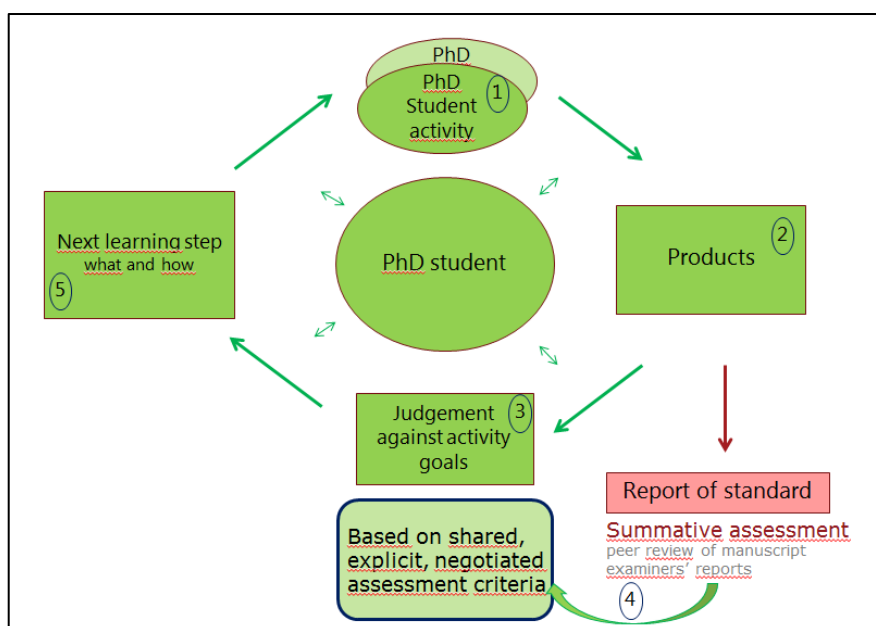 PhD
PhD
Student
activity
1
Next learning step
what and how
5
PhD student
Products
2
Judgement
against activity
goals
3
Report of standard
Summative assessment
peer review of manuscript
examiners' reports
4
Based on shared,
explicit, negotiated
assessment criteria